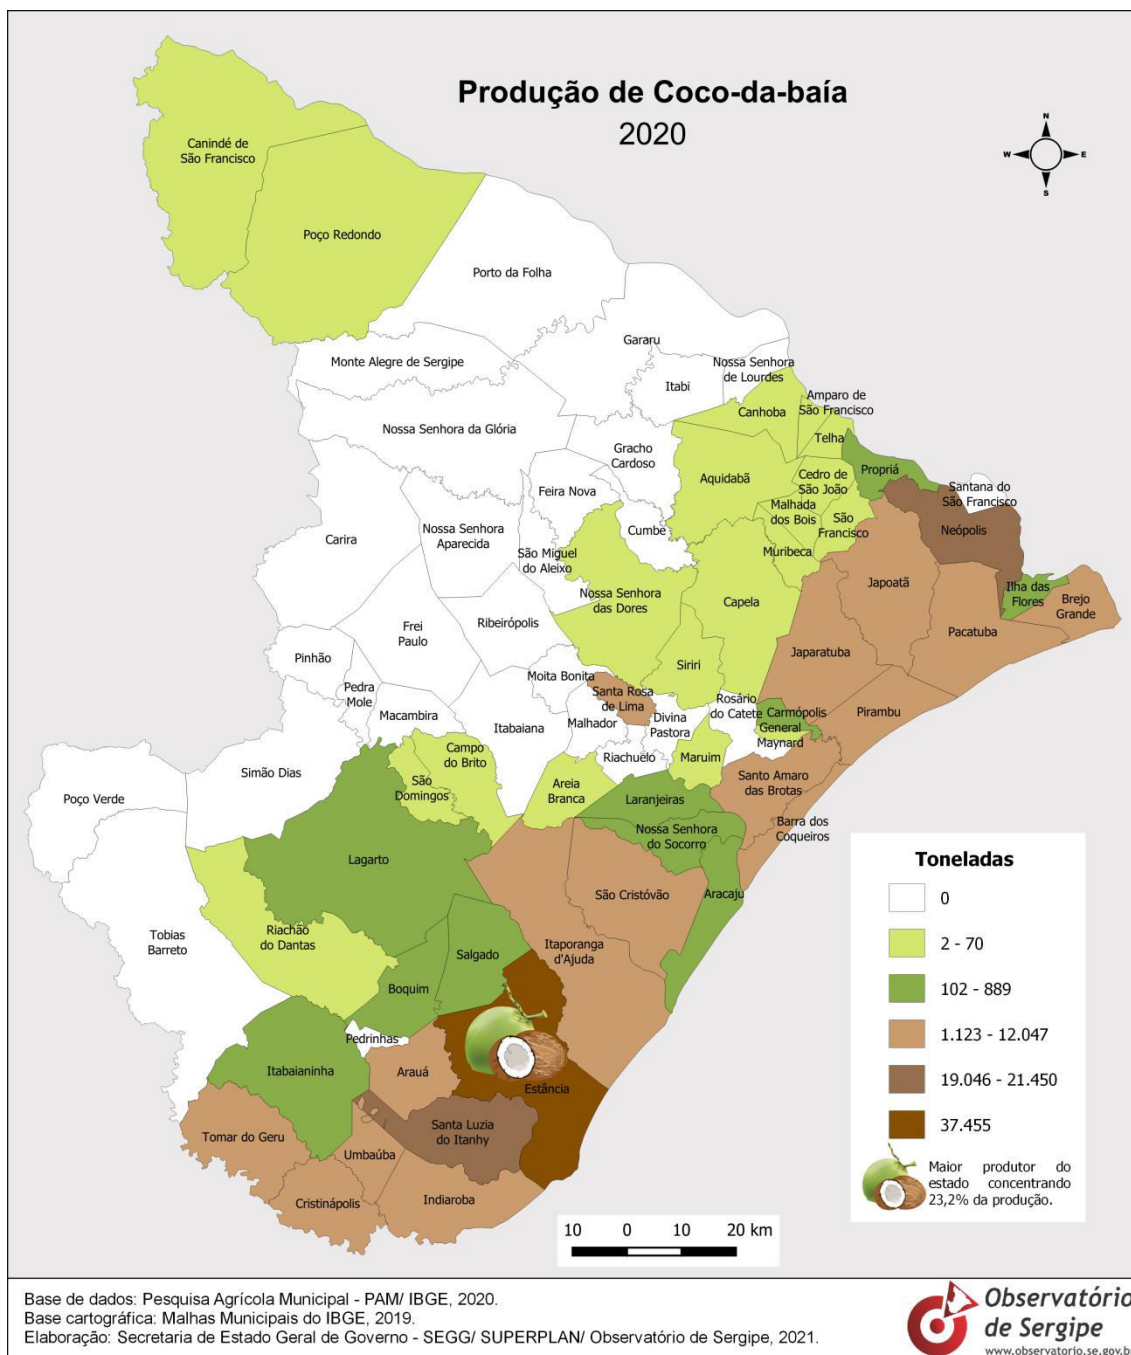 Produção de Coco-da-baía
2020
N
W
E
S
Canindé de
São Francisco
Poço Redondo
Porto da Folha
Gararu
Monte Alegre de Sergipe
Nossa Senhora
de Lourdes
Itabi
Amparo de
São Francisco
Canhoba
Nossa Senhora da Glória
Telha
Gracho
Cardoso
Propriá
Aquidabã
Cedro de
São João
Feira Nova
Santana do
São Francisco
Malhada
dos Bois
São
Francisco
Neópolis
Nossa Senhora
Aparecida
Cumbe
Carira
São Miguel
do Aleixo
Muribeca
Japoatã
Ilha das
Flores
Brejo
Grande
Nossa Senhora
das Dores
Capela
Ribeirópolis
Frei
Paulo
Pacatuba
Japaratuba
Pinhão
Siriri
Moita Bonita
Pedra
Mole
Santa Rosa
de Lima
Rosário
do Catete
Pirambu
Macambira
Itabaiana
Malhador
Divina
Pastora
Carmópolis
General
Maynard
Campo
do Brito
Riachuelo
Maruim
Simão Dias
São
Domingos
Areia
Branca
Santo Amaro
das Brotas
Poço Verde
Laranjeiras
Barra dos
Coqueiros
Nossa Senhora
do Socorro
Lagarto
São Cristóvão
Aracaju
Tobias
Barreto
Riachão
do Dantas
Itaporanga
d'Ajuda
Salgado
Boquim
Pedrinhas
Itabaianinha
Arauá
Estância
Santa Luzia
do Itanhy
Tomar do Geru
Umbaúba
Cristinápolis
Indiaroba
Toneladas
0
2 - 70
102 - 889
1.123 - 12.047
19.046 - 21.450
37.455
Maior produtor do
estado concentrando
23,2% da produção.
10 0 10 20 km
Base de dados: Pesquisa Agrícola Municipal - PAM/ IBGE, 2020.
Base cartográfica: Malhas Municipais do IBGE, 2019.
Elaboração: Secretaria de Estado Geral de Governo - SEGG/ SUPERPLAN/ Observatório de Sergipe, 2021.
Observatório
de Sergipe
www.observatorio.se.gov.br